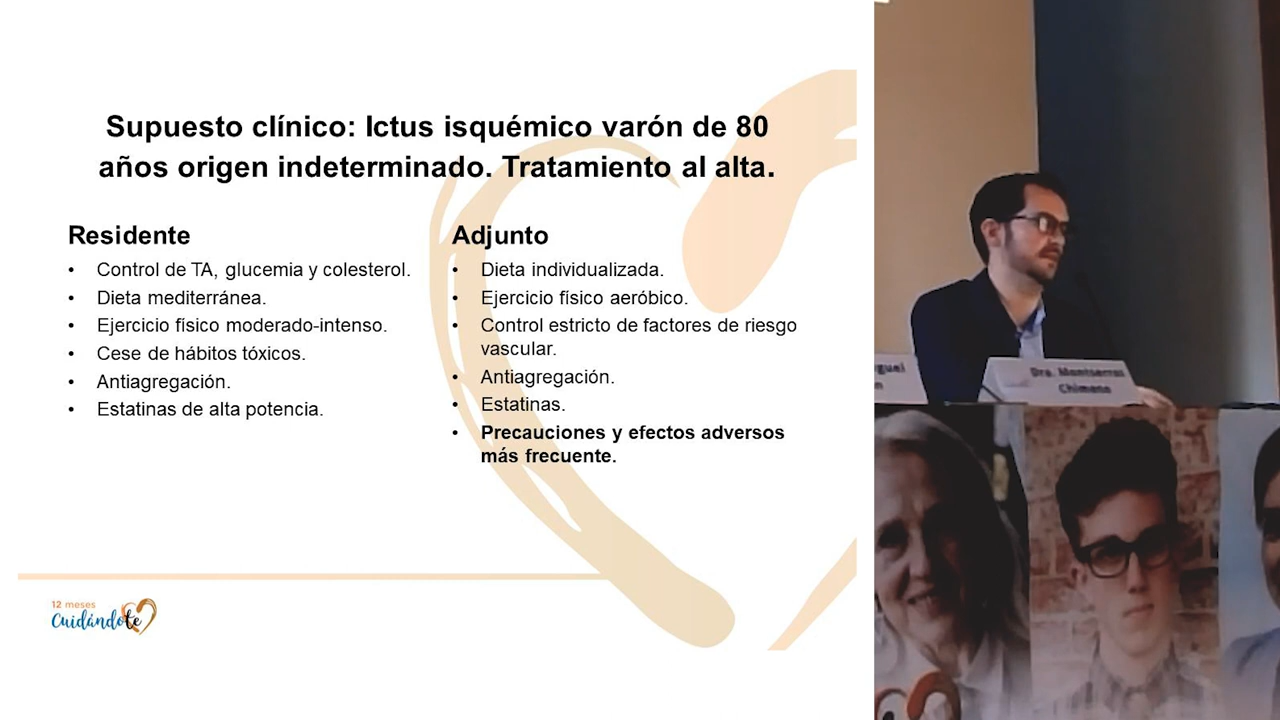 Supuesto clínico: Ictus isquémico varón de 80
años origen indeterminado. Tratamiento al alta.
Residente
• Control de TA, glucemia y colesterol.
• Dieta mediterránea.
• Ejercicio físico moderado-intenso.
• Cese de hábitos tóxicos.
• Antiagregación.
• Estatinas de alta potencia.
Adjunto
• Dieta individualizada.
• Ejercicio físico aeróbico.
• Control estricto de factores de riesgo
vascular.
• Antiagregación.
• Estatinas.
• Precauciones y efectos adversos
más frecuente.
12 meses
Cuidándote
Dra. Montserrat
Chimeno